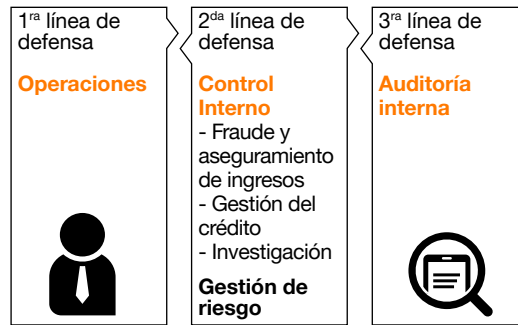 1ra línea de
defensa
Operaciones
2da línea de
defensa
Control
Interno
- Fraude y
aseguramiento
de ingresos
- Gestión del
crédito
- Investigación
Gestión de
riesgo
3ra línea de
defensa
Auditoría
interna